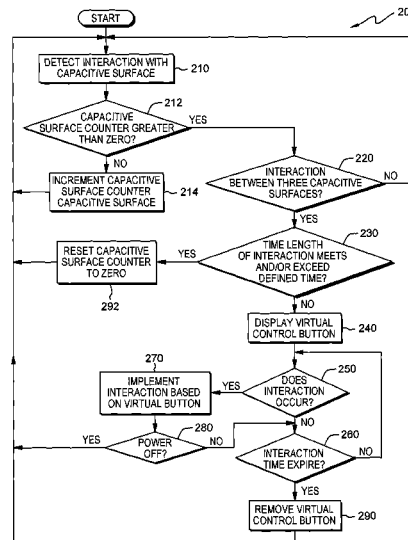 START
20
DETECT INTERACTION WITH
CAPACITIVE SURFACE
210
212
CAPACITIVE
SURFACE COUNTER GREATER
THAN ZERO?
YES
NO
INCREMENT CAPACITIVE
SURFACE COUNTER
CAPACITIVE SURFACE
214
220
INTERACTION
BETWEEN THREE CAPACITIVE
SURFACES?
NO
YES
230
TIME LENGTH
OF INTERACTION MEETS
AND/OR EXCEED
DEFINED TIME?
YES
RESET CAPACITIVE
SURFACE COUNTER
TO ZERO
292
NO
DISPLAY VIRTUAL
CONTROL BUTTON
240
250
DOES
INTERACTION
OCCUR?
YES
270
IMPLEMENT
INTERACTION BASED
ON VIRTUAL BUTTON
NO
280
POWER
OFF?
YES
NO
260
INTERACTION
TIME EXPIRE?
NO
YES
REMOVE VIRTUAL
CONTROL BUTTON
290